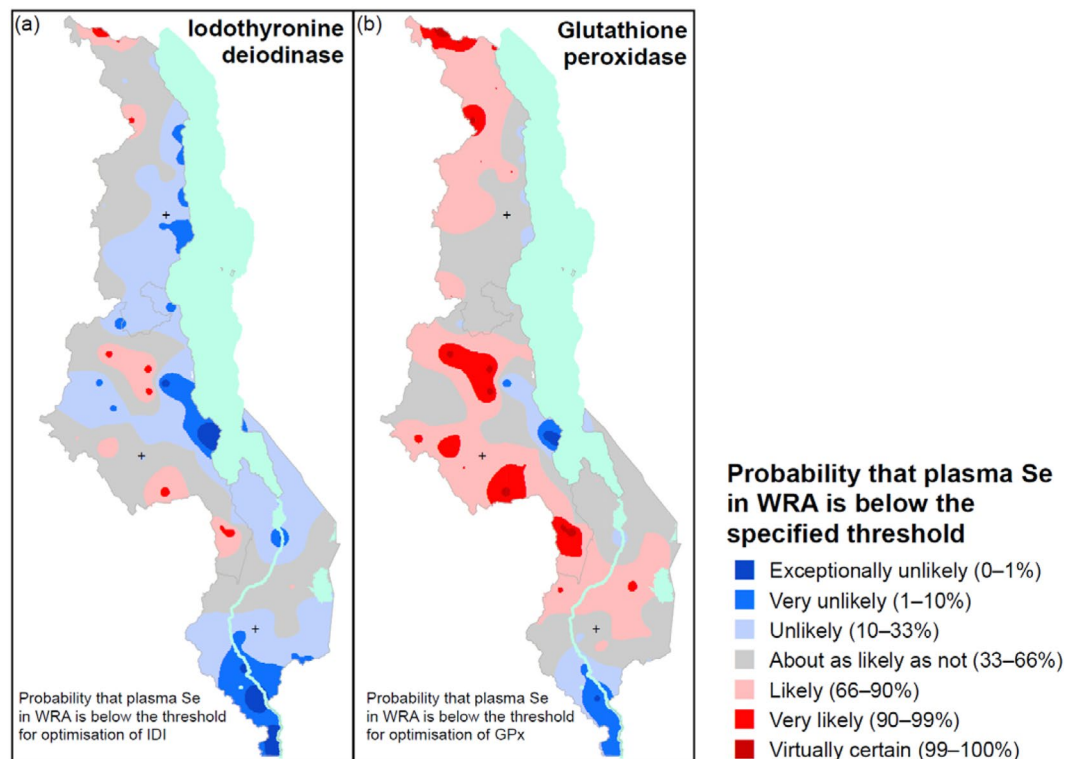 (a) Iodothyronine
deiodinase
(b) Glutathione
peroxidase
Probability that plasma Se
in WRA is below the threshold
for optimisation of IDI
Probability that plasma Se
in WRA is below the threshold
for optimisation of GPx
Probability that plasma Se
in WRA is below the
specified threshold
Exceptionally unlikely (0–1%)
Very unlikely (1–10%)
Unlikely (10–33%)
About as likely as not (33–66%)
Likely (66–90%)
Very likely (90–99%)
Virtually certain (99–100%)